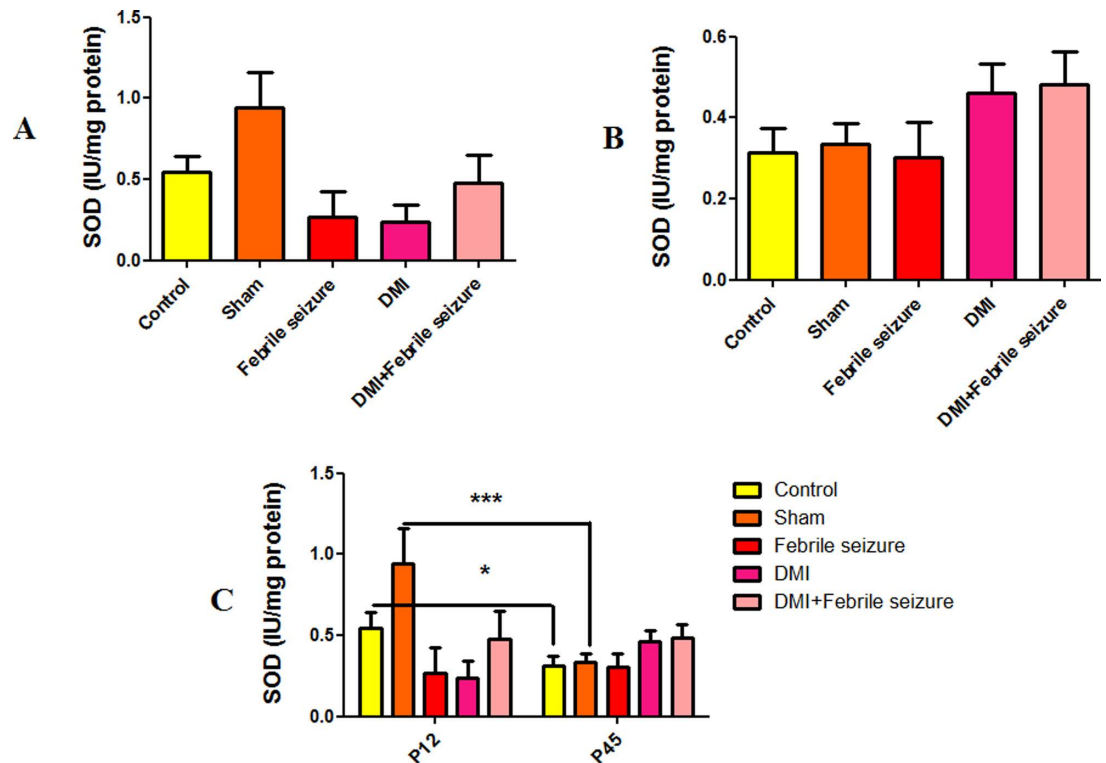 A
SOD (IU/mg protein)
1.5
1.0
0.5
0.0
Control
Sham
Febrile seizure
DMI
DMI+Febrile seizure
B
SOD (IU/mg protein)
0.6
0.4
0.2
0.0
Control
Sham
Febrile seizure
DMI
DMI+Febrile seizure
C
SOD (IU/mg protein)
1.5
1.0
0.5
0.0
***
*
P12
P45
Control
Sham
Febrile seizure
DMI
DMI+Febrile seizure